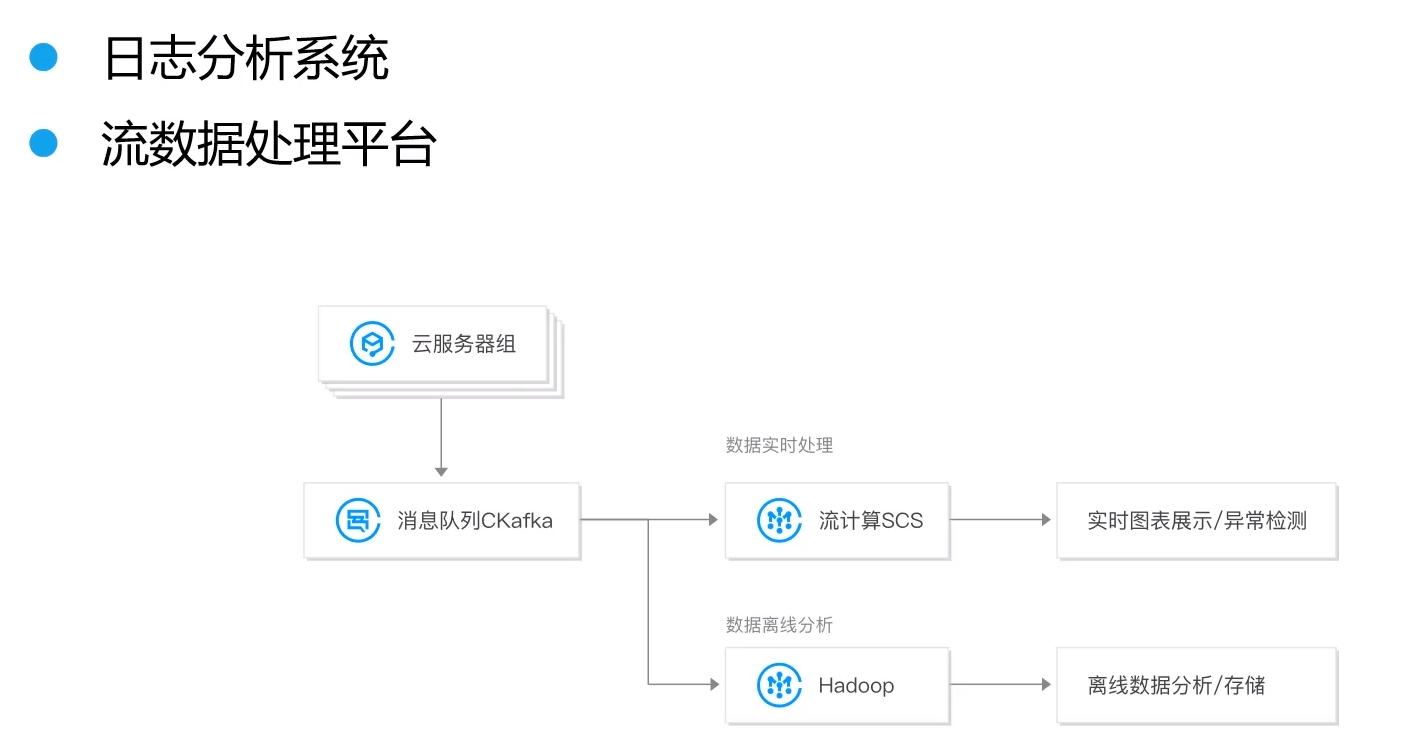 日志分析系统
流数据处理平台
云服务器组
数据实时处理
消息队列CKafka
流计算SCS
实时图表展示/异常检测
数据离线分析
Hadoop
离线数据分析/存储